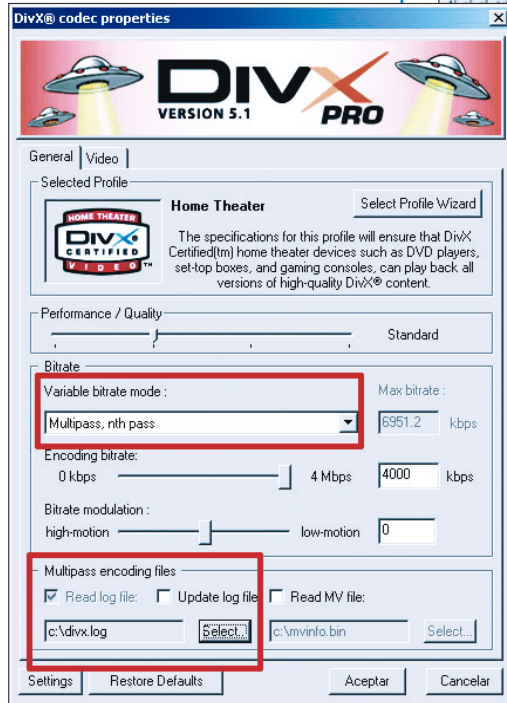 DivX® codec properties
DIVX
VERSION 5.1 PRO
General Video
Selected Profile
HOME THEATER
DIVX
CERTIFIED
VIDEO™
Home Theater
Select Profile Wizard
The specifications for this profile will ensure that DivX
Certified(tm) home theater devices such as DVD players,
set-top boxes, and gaming consoles, can play back all
versions of high-quality DivX® content.
Performance / Quality
Standard
Bitrate
Variable bitrate mode : Max bitrate :
Multipass, nth pass 6951.2 kbps
Encoding bitrate:
0 kbps 4 Mbps 4000 kbps
Bitrate modulation :
high-motion low-motion 0
Multipass encoding files
Read log file: Update log file Read MV file:
c:\divx.log Select... c:\mvinfo.bin Select...
Settings Restore Defaults Aceptar Cancelar